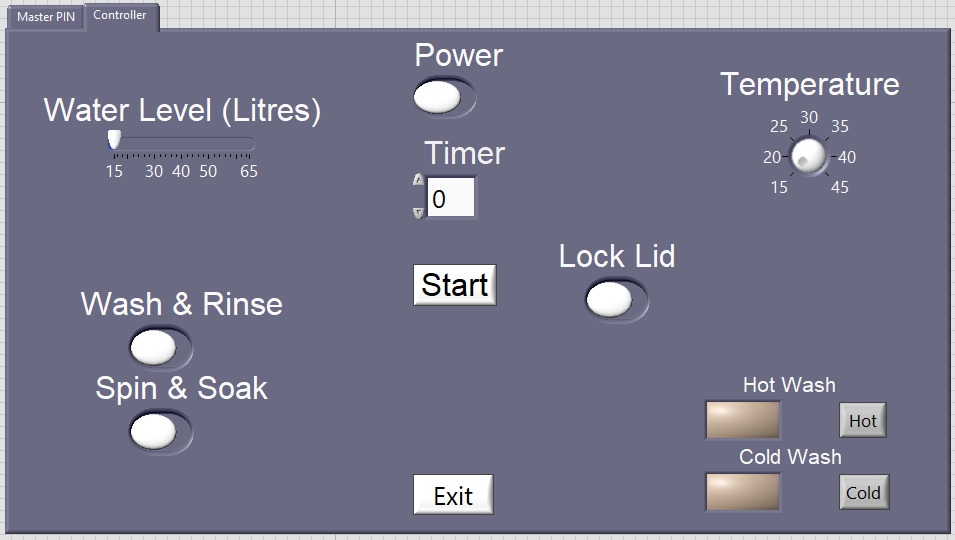 Master PIN
Controller
Power
Water Level (Litres)
15 30 40 50 65
Temperature
15 20 25 30 35 40 45
Timer
0
Start
Lock Lid
Wash & Rinse
Spin & Soak
Hot Wash
Hot
Cold Wash
Cold
Exit